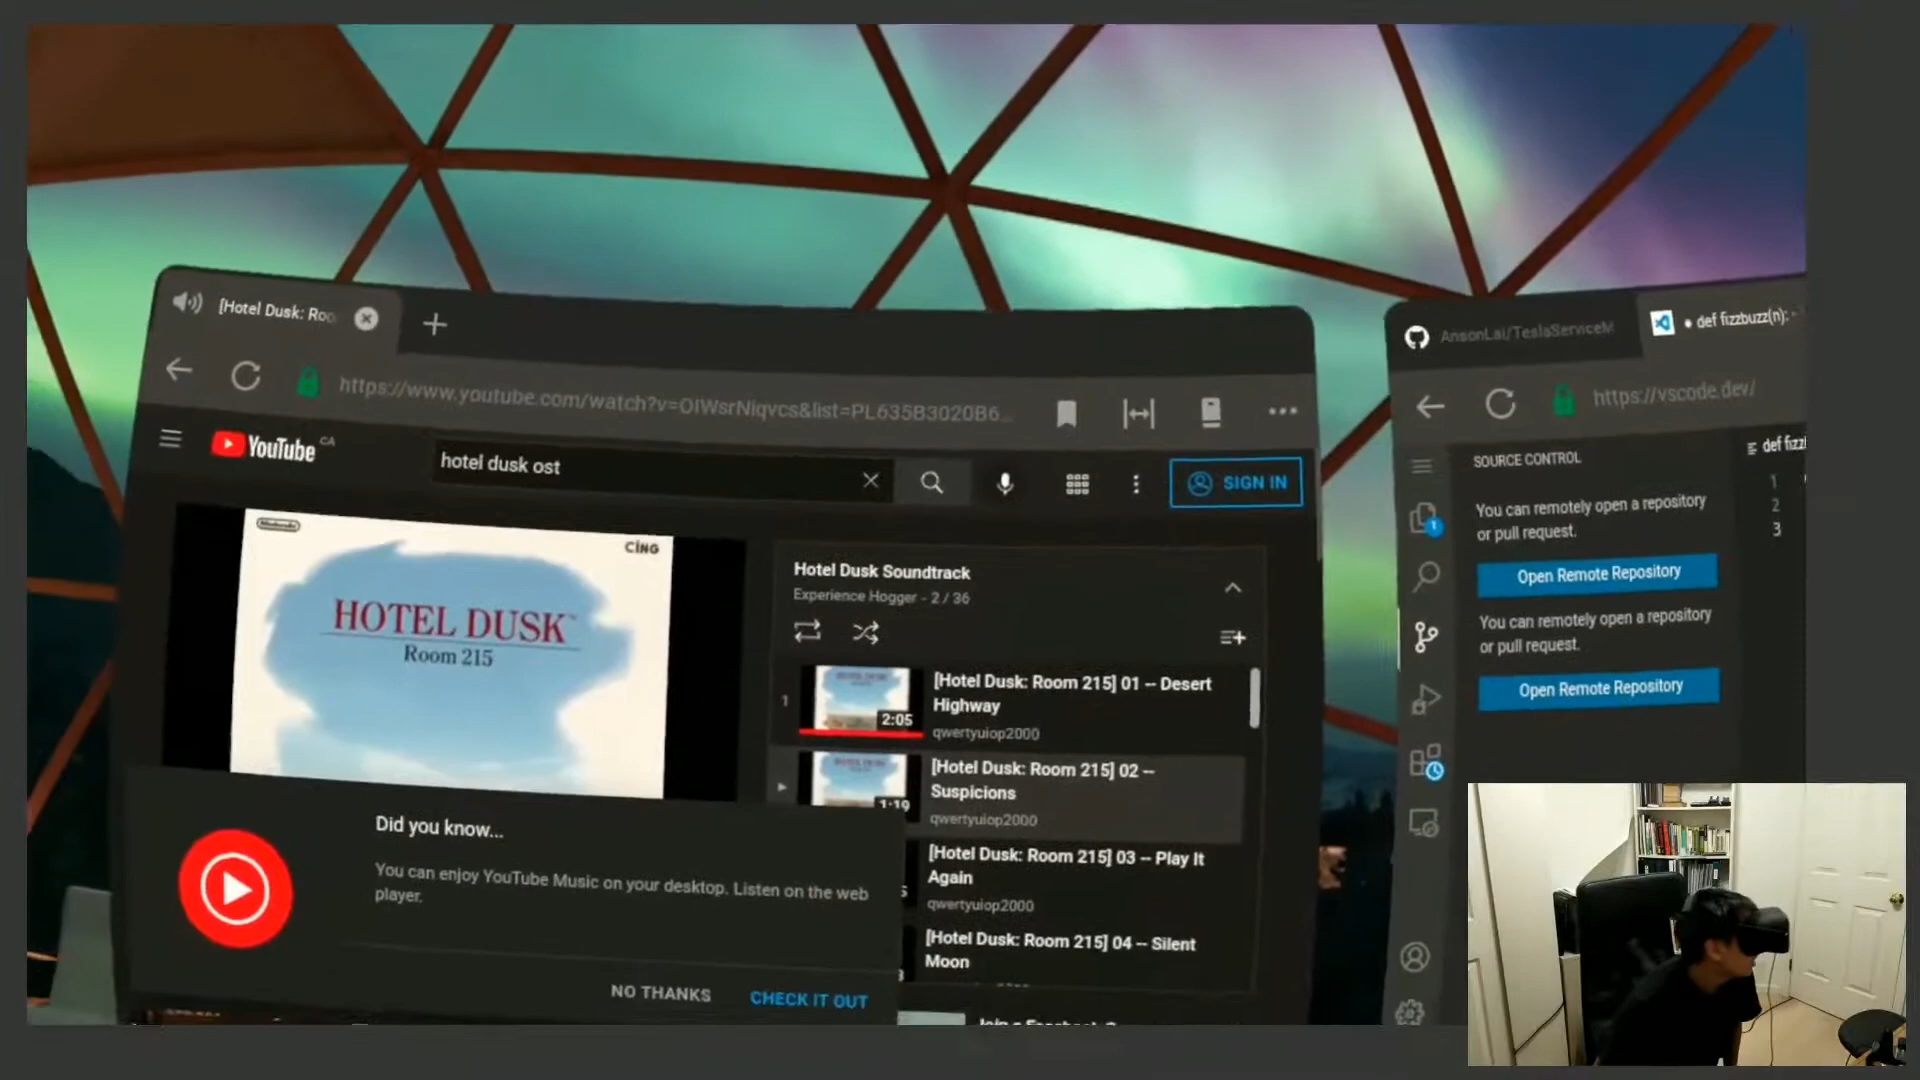 [Hotel Dusk: Roo
https://www.youtube.com/watch?v=OIWsrNiqvcs&list=PL635B3020B6...
YouTube CA
hotel dusk ost
SIGN IN
Nintendo
CiNG
HOTEL DUSK™
Room 215
Hotel Dusk Soundtrack
Experience Hogger - 2 / 36
1
2:05
[Hotel Dusk: Room 215] 01 -- Desert
Highway
qwertyuiop2000
1:19
[Hotel Dusk: Room 215] 02 --
Suspicions
qwertyuiop2000
[Hotel Dusk: Room 215] 03 -- Play It
Again
qwertyuiop2000
[Hotel Dusk: Room 215] 04 -- Silent
Moon
Did you know...
You can enjoy YouTube Music on your desktop. Listen on the web
player.
NO THANKS
CHECK IT OUT
AnsonLai/TeslaServiceM
def fizzbuzz(n):
https://vscode.dev/
SOURCE CONTROL
You can remotely open a repository
or pull request.
Open Remote Repository
You can remotely open a repository
or pull request.
Open Remote Repository
1
def fizz
1
2
3